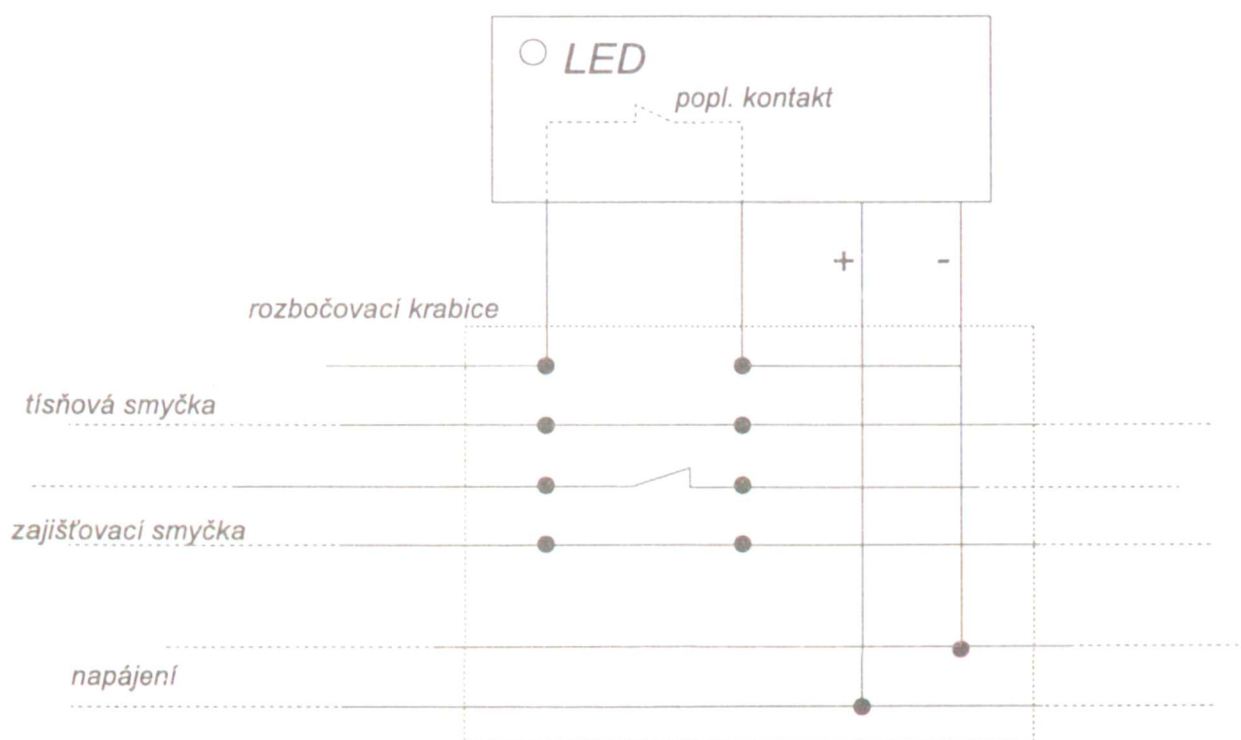 LED
popl. kontakt
+ -
rozbočovací krabice
tísňová smyčka
zajišťovací smyčka
napájení